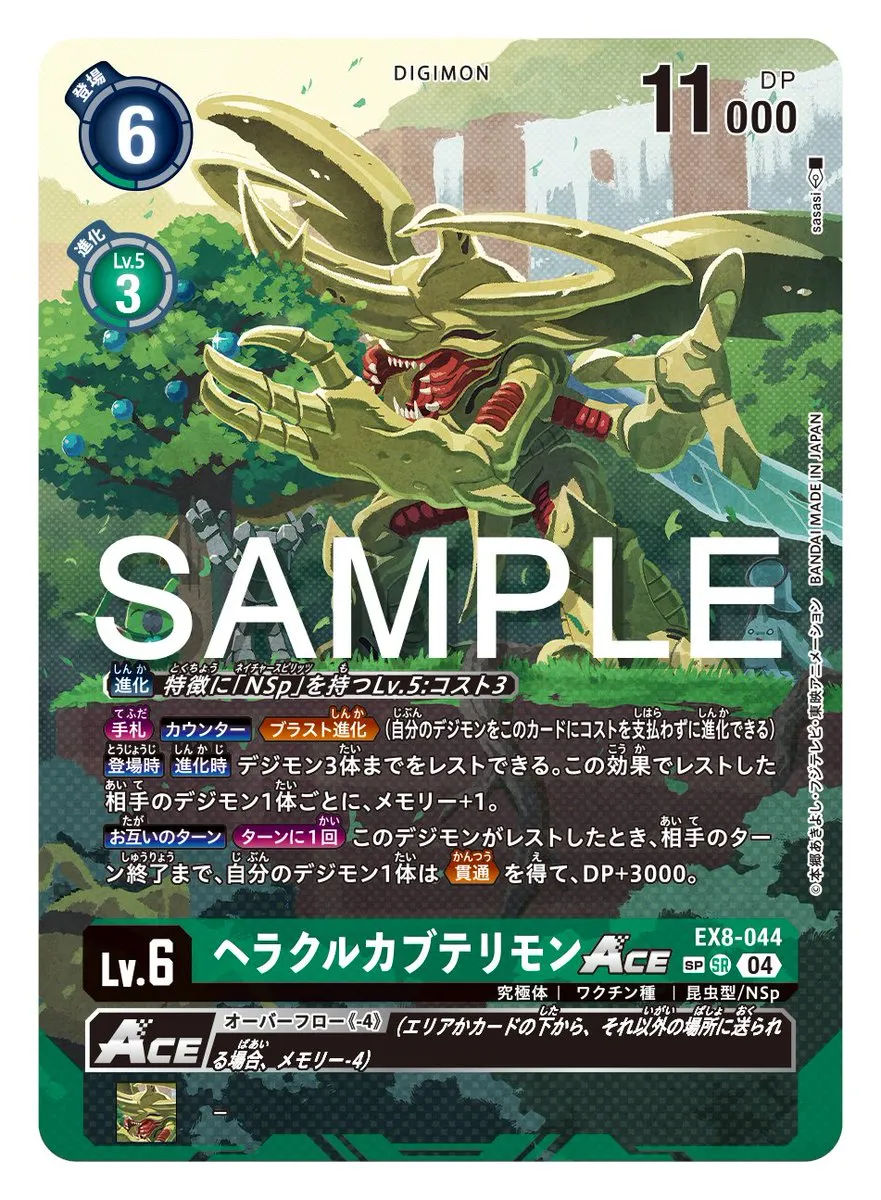 DIGIMON
登場
6
11000
DP
進化
Lv.5
3
sasasi
SAMPLE
進化 特徴に「NSp」を持つLv.5:コスト3
手札 カウンター ブラスト進化 (自分のデジモンをこのカードにコストを支払わずに進化できる)
登場時 進化時 デジモン3体までをレストできる。この効果でレストした
相手のデジモン1体ごとに、メモリー+1。
お互いのターン ターンに1回 このデジモンがレストしたとき、相手のター
ン終了まで、自分のデジモン1体は 貫通 を得て、DP+3000。
©本郷あきよし・フジテレビ・東映アニメーション BANDAI MADE IN JAPAN
Lv.6
ヘラクルカブテリモン ACE
EX8-044
SP SR 04
究極体 | ワクチン種 | 昆虫型/NSp
ACE
オーバーフロー《-4》 (エリアかカードの下から、それ以外の場所に送られ
る場合、メモリー-4)
–